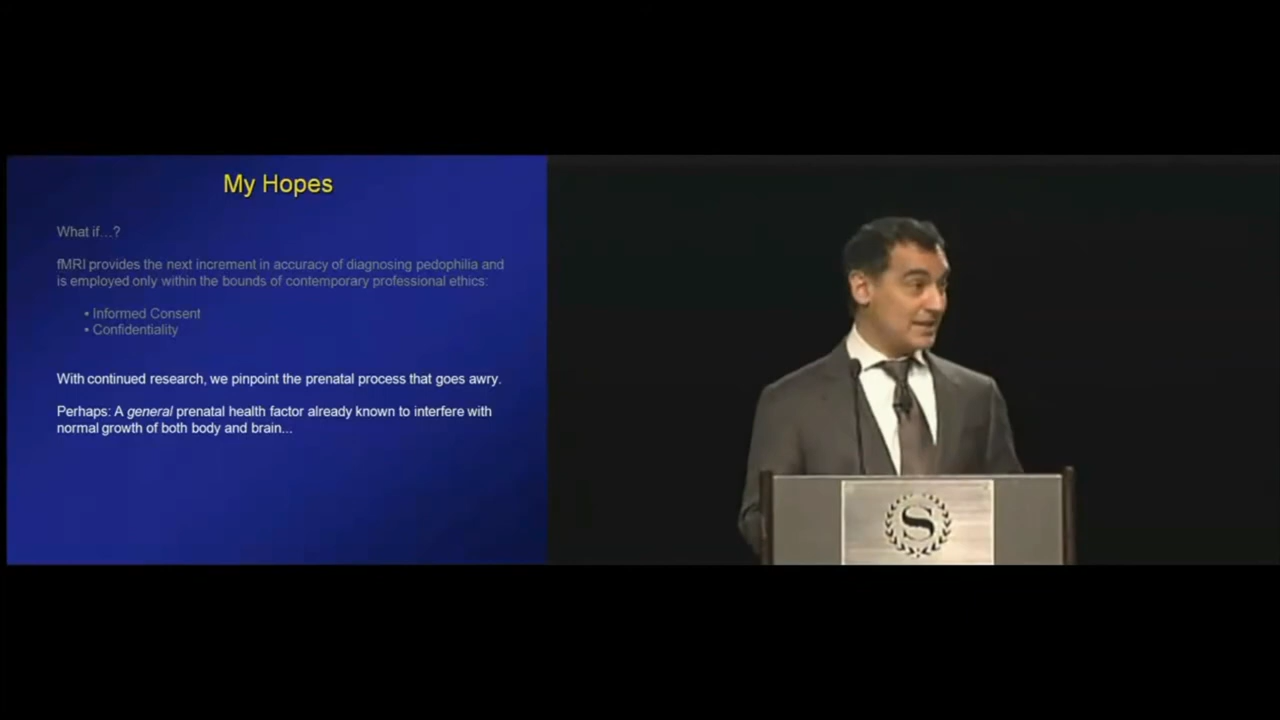 My Hopes
What if...?
fMRI provides the next increment in accuracy of diagnosing pedophilia and
is employed only within the bounds of contemporary professional ethics:
▪ Informed Consent
▪ Confidentiality
With continued research, we pinpoint the prenatal process that goes awry.
Perhaps: A general prenatal health factor already known to interfere with
normal growth of both body and brain...
S